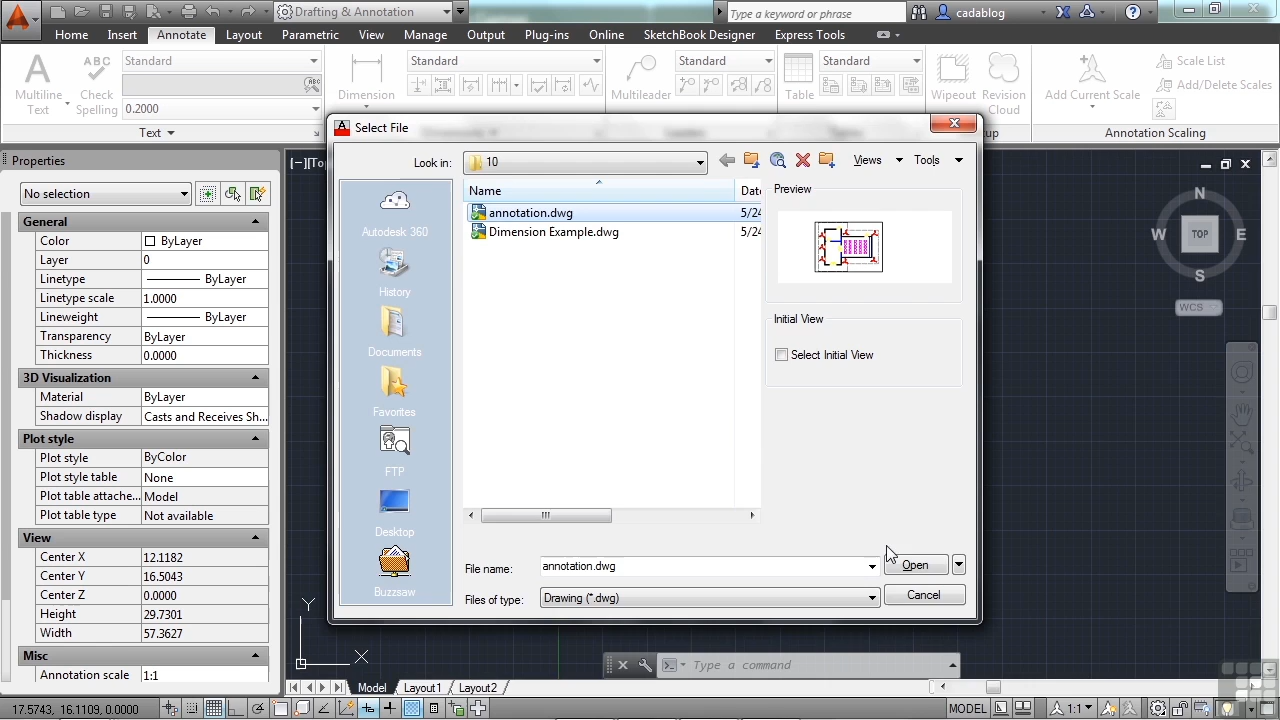 Drafting & Annotation
Type a keyword or phrase
cadablog
Home Insert Annotate Layout Parametric View Manage Output Plug-ins Online SketchBook Designer Express Tools
Multiline Text
Check Spelling
Standard
0.2000
Text
Dimension
Standard
Multileader
Standard
Table
Standard
Wipeout
Revision Cloud
Add Current Scale
Scale List
Add/Delete Scales
Annotation Scaling
Properties
No selection
General
Color ByLayer
Layer 0
Linetype ByLayer
Linetype scale 1.0000
Lineweight ByLayer
Transparency ByLayer
Thickness 0.0000
3D Visualization
Material ByLayer
Shadow display Casts and Receives Sh...
Plot style
Plot style ByColor
Plot style table None
Plot table attache... Model
Plot table type Not available
View
Center X 12.1182
Center Y 16.5043
Center Z 0.0000
Height 29.7301
Width 57.3627
Misc
Annotation scale 1:1
[−][Top
Select File
Look in: 10
Views Tools
Autodesk 360
History
Documents
Favorites
FTP
Desktop
Buzzsaw
Name Date
annotation.dwg 5/24
Dimension Example.dwg 5/24
Preview
Initial View
Select Initial View
File name: annotation.dwg
Open
Files of type: Drawing (*.dwg)
Cancel
N
W TOP E
S
WCS
Y
X
Type a command
Model Layout1 Layout2
17.5743, 16.1109, 0.0000
MODEL
1:1